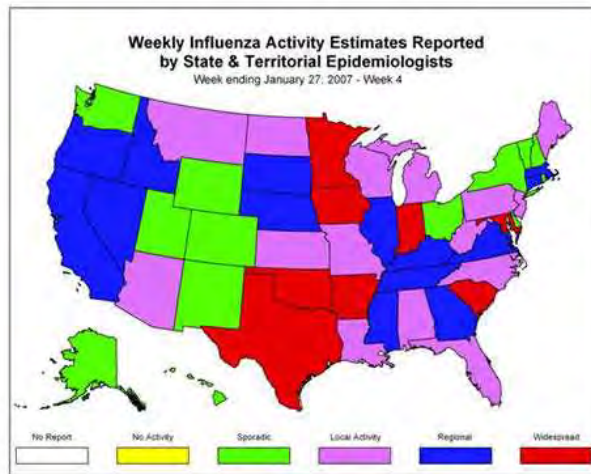 Weekly Influenza Activity Estimates Reported
by State & Territorial Epidemiologists
Week ending January 27, 2007 - Week 4
No Report
No Activity
Sporadic
Local Activity
Regional
Widespread